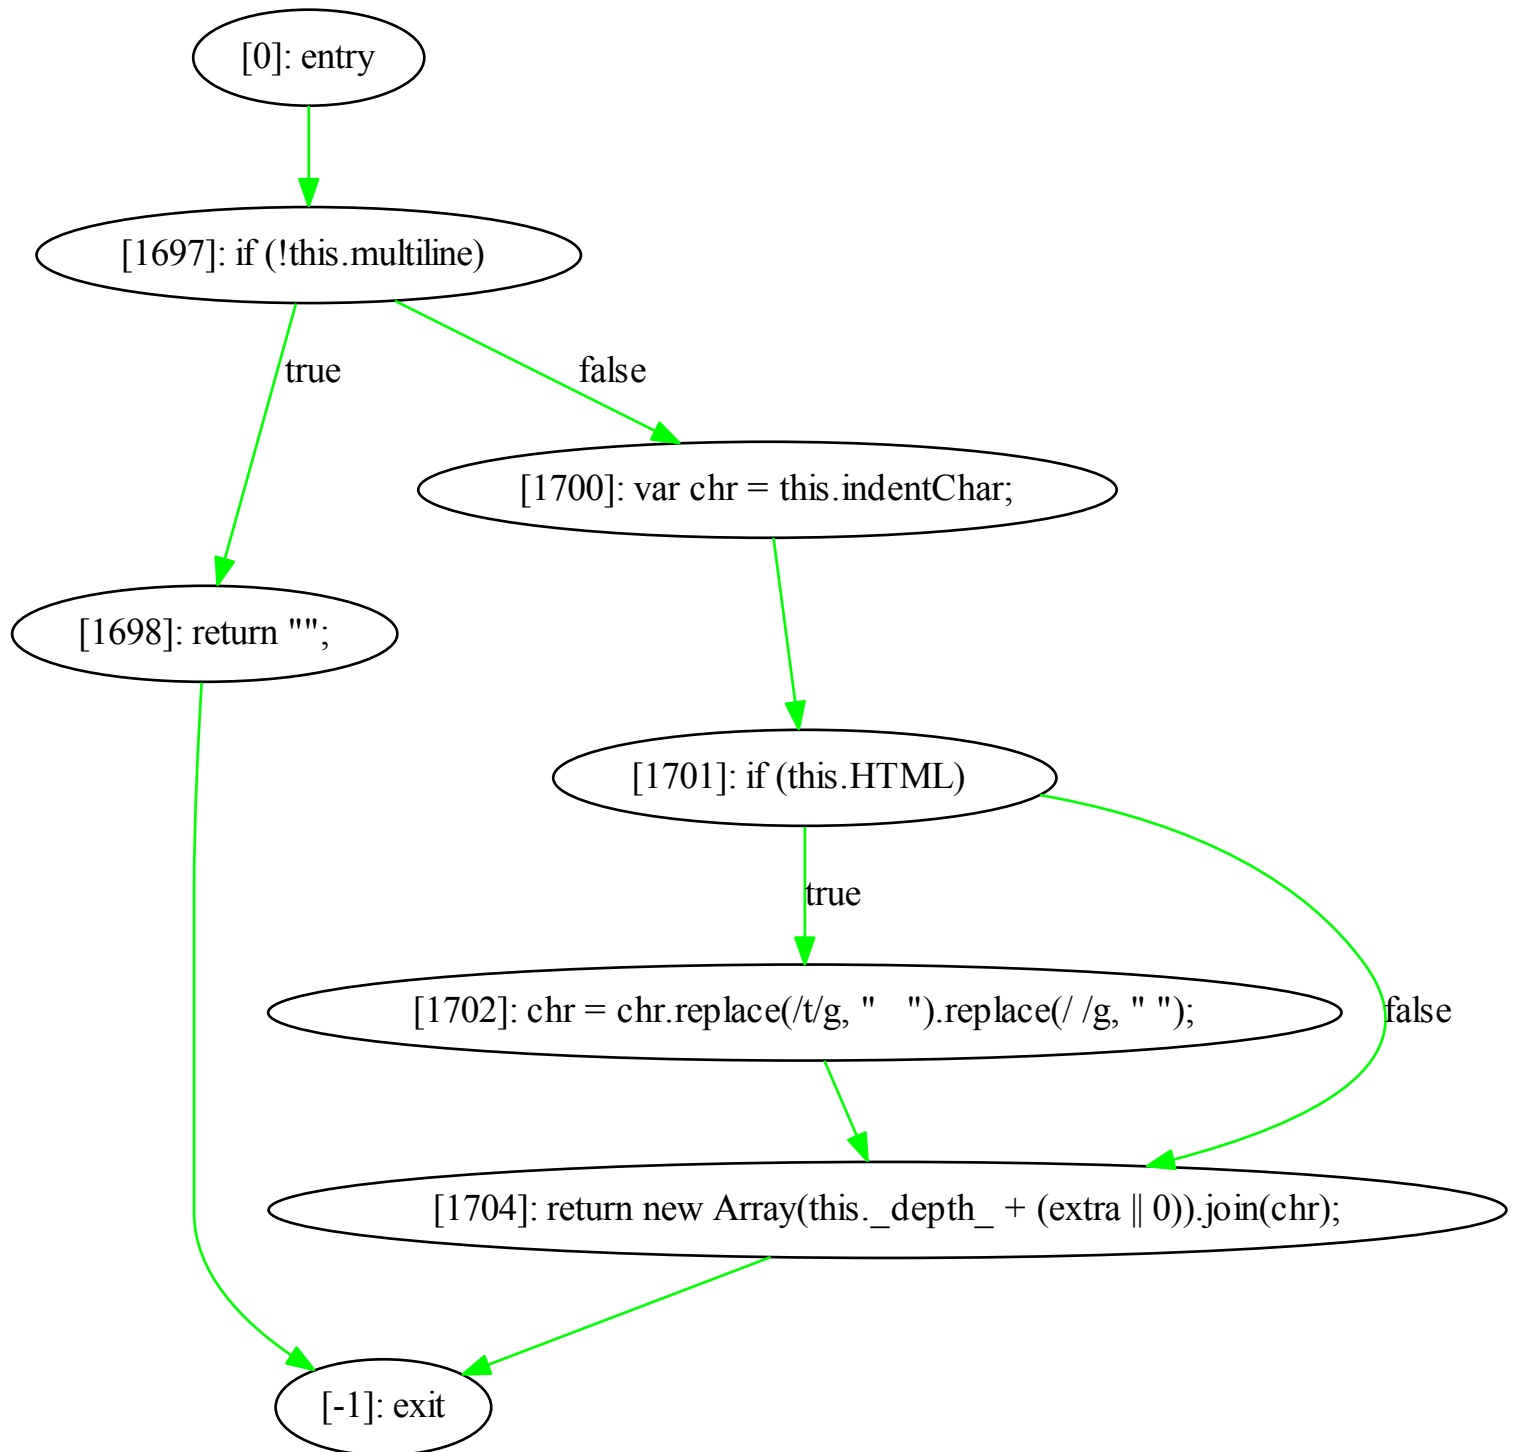 [0]: entry
[1697]: if (!this.multiline)
true
false
[1700]: var chr = this.indentChar;
[1698]: return "";
[1701]: if (this.HTML)
true
[1702]: chr = chr.replace(/t/g, "   ").replace(/ /g, " ");
false
[1704]: return new Array(this._depth_ + (extra || 0)).join(chr);
[-1]: exit